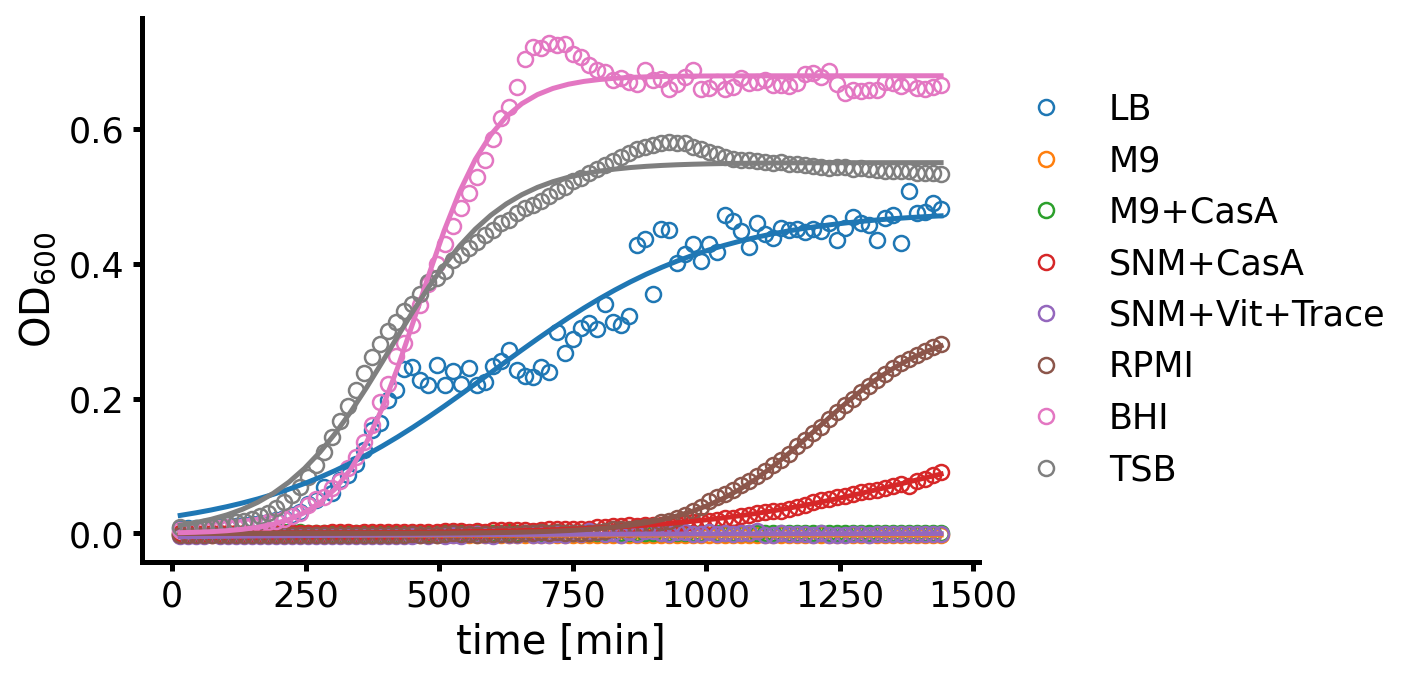 0.6
0.4
0.2
0.0
OD600
0 250 500 750 1000 1250 1500
time [min]
LB
M9
M9+CasA
SNM+CasA
SNM+Vit+Trace
RPMI
BHI
TSB